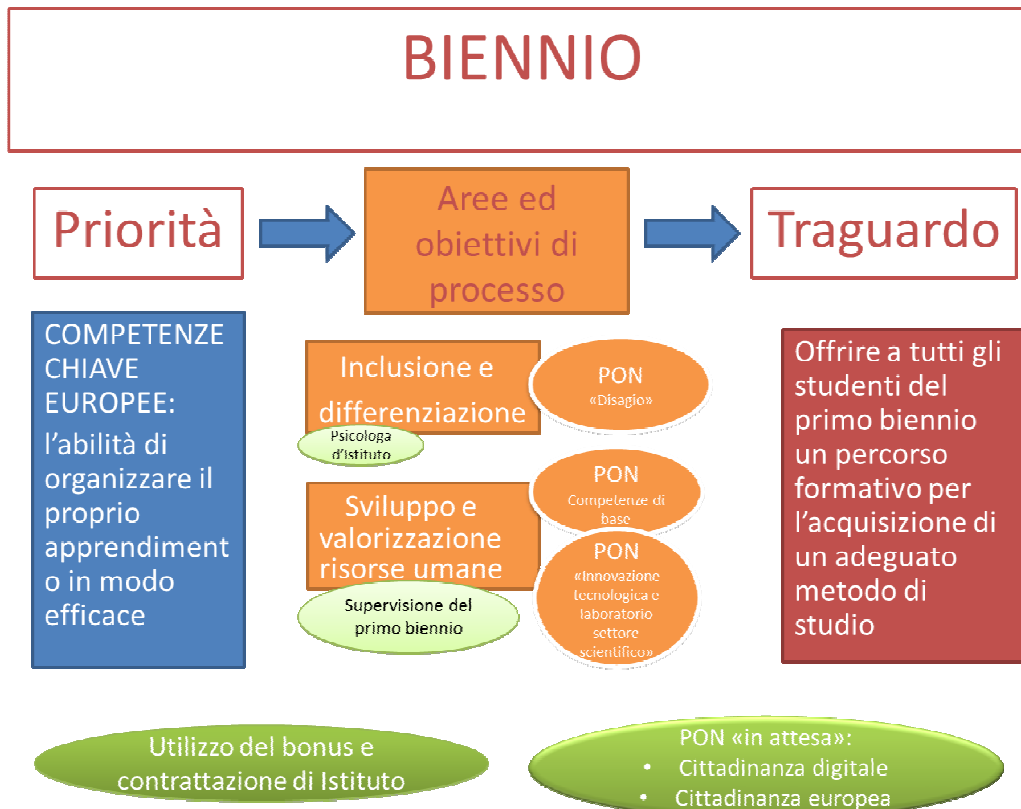 BIENNIO
Priorità
Aree ed
obiettivi di
processo
Traguardo
COMPETENZE
CHIAVE
EUROPEE:
l'abilità di
organizzare il
proprio
apprendiment
o in modo
efficace
Inclusione e
differenziazione
PON
«Disagio»
Psicologa
d'istituto
Sviluppo e
valorizzazione
risorse umane
PON
Competenze di
base
PON
«Innovazione
tecnologica e
laboratorio
settore
scientifico»
Supervisione del
primo biennio
Offrire a tutti gli
studenti del
primo biennio
un percorso
formativo per
l'acquisizione di
un adeguato
metodo di
studio
Utilizzo del bonus e
contrattazione di Istituto
PON «in attesa»:
• Cittadinanza digitale
• Cittadinanza europea